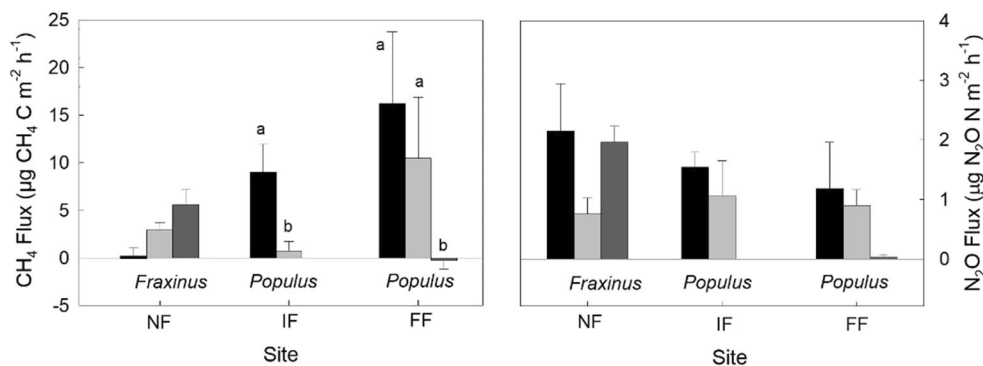 CH₄ Flux (µg CH₄ C m⁻² h⁻¹)
25
20
15
10
5
0
-5
a
b
a
a
b
Fraxinus
Populus
Populus
NF
IF
FF
Site
4
3
2
1
0
N₂O Flux (µg N₂O N m⁻² h⁻¹)
Fraxinus
Populus
Populus
NF
IF
FF
Site